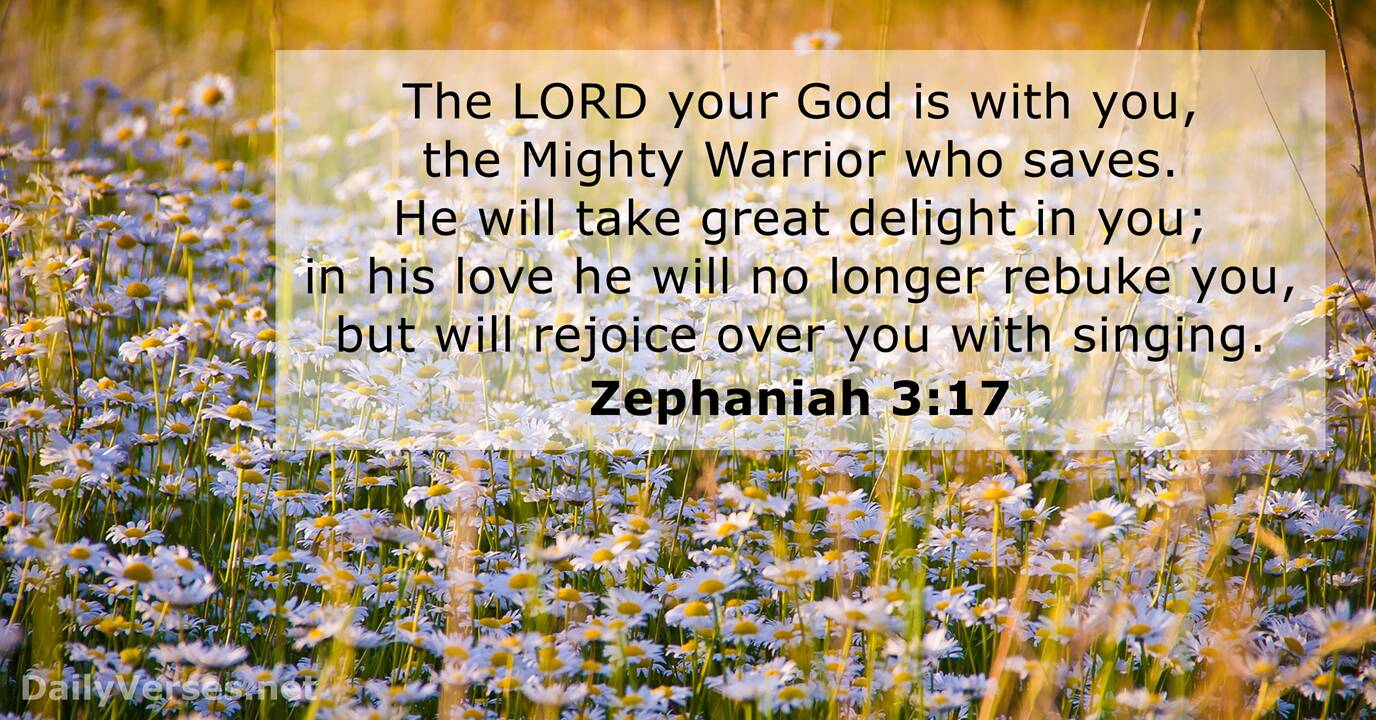 The LORD your God is with you,
the Mighty Warrior who saves.
He will take great delight in you;
in his love he will no longer rebuke you,
but will rejoice over you with singing.
Zephaniah 3:17
DailyVerses.net